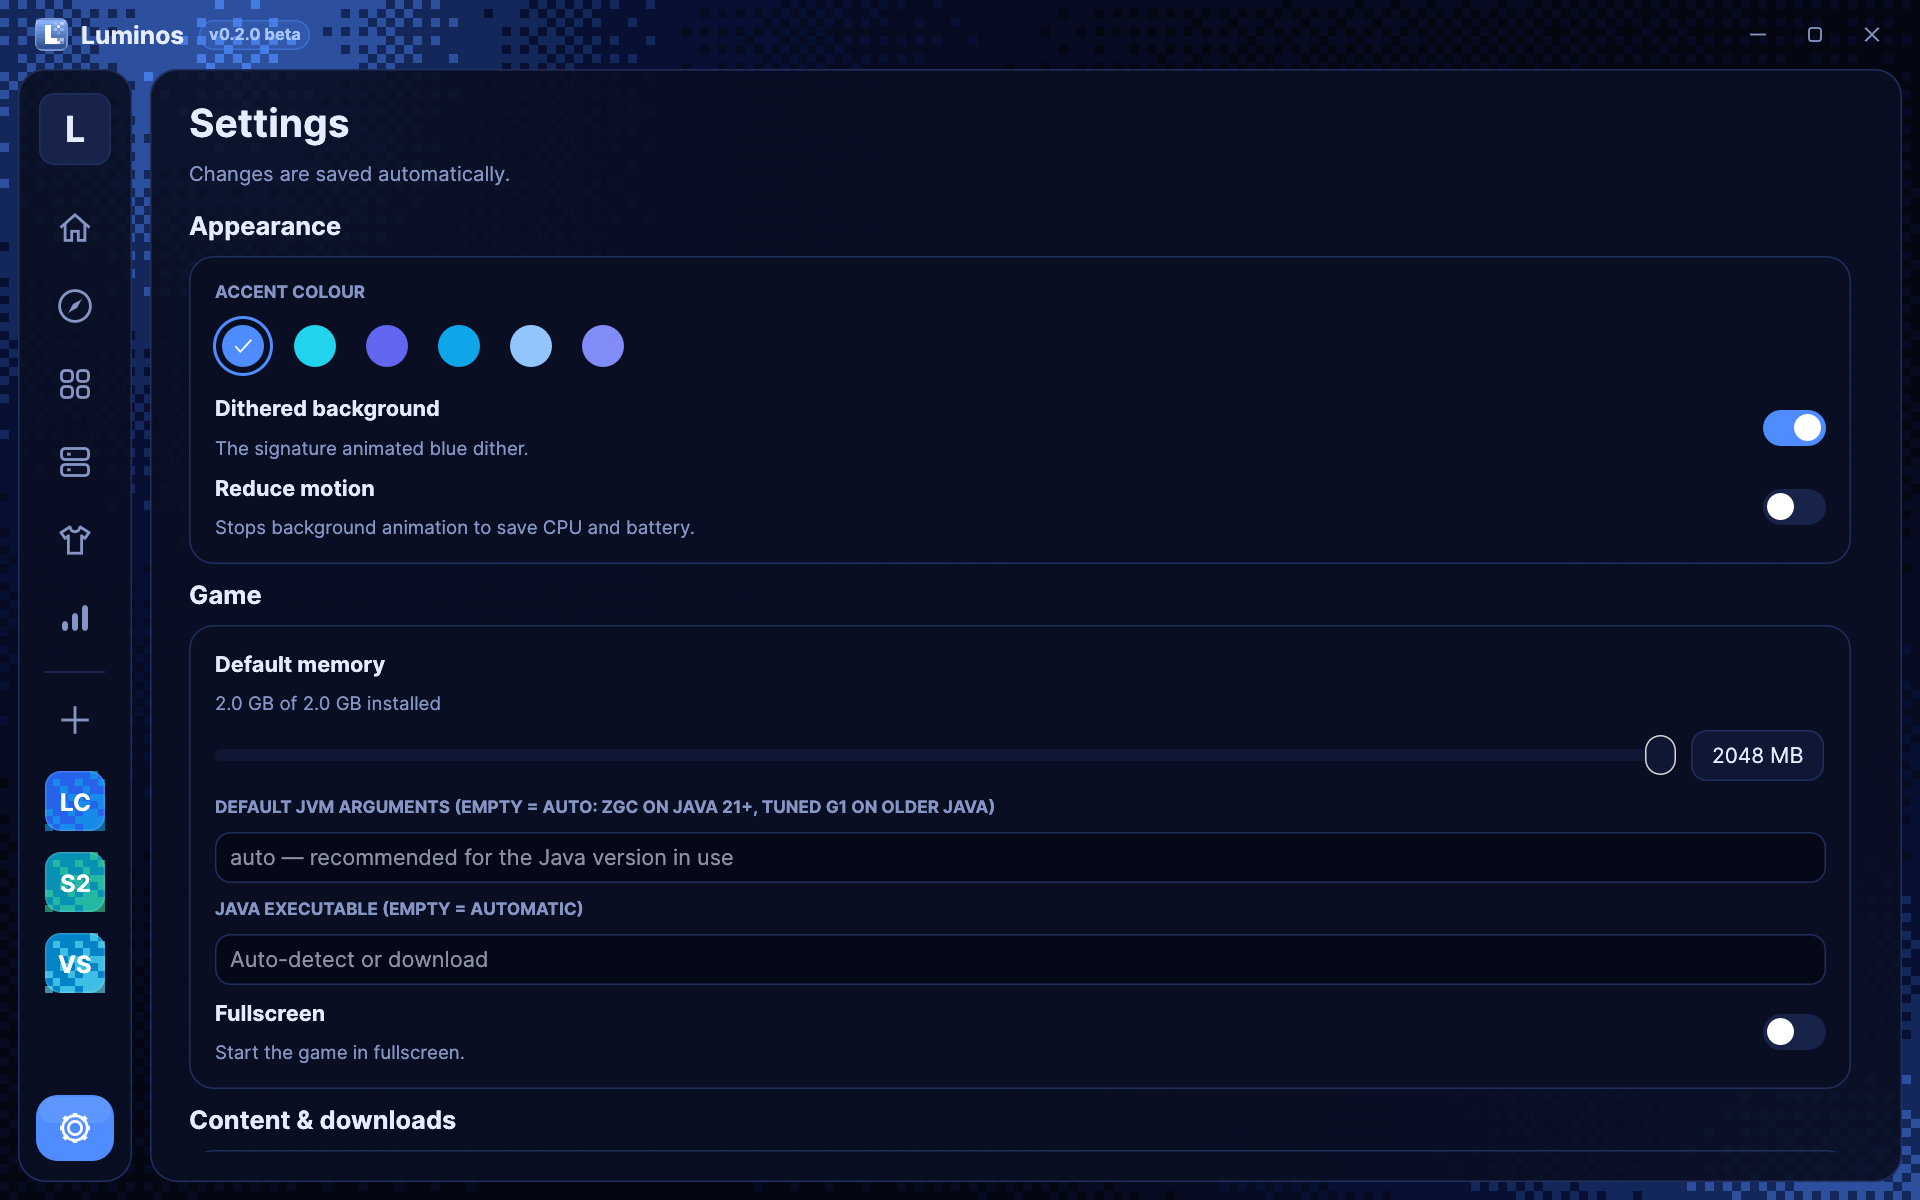 Luminos v0.2.0 beta
L
Settings
Changes are saved automatically.
Appearance
ACCENT COLOUR
Dithered background
The signature animated blue dither.
Reduce motion
Stops background animation to save CPU and battery.
Game
Default memory
2.0 GB of 2.0 GB installed
2048 MB
DEFAULT JVM ARGUMENTS (EMPTY = AUTO: ZGC ON JAVA 21+, TUNED G1 ON OLDER JAVA)
auto — recommended for the Java version in use
JAVA EXECUTABLE (EMPTY = AUTOMATIC)
Auto-detect or download
Fullscreen
Start the game in fullscreen.
Content & downloads
LC
S2
VS